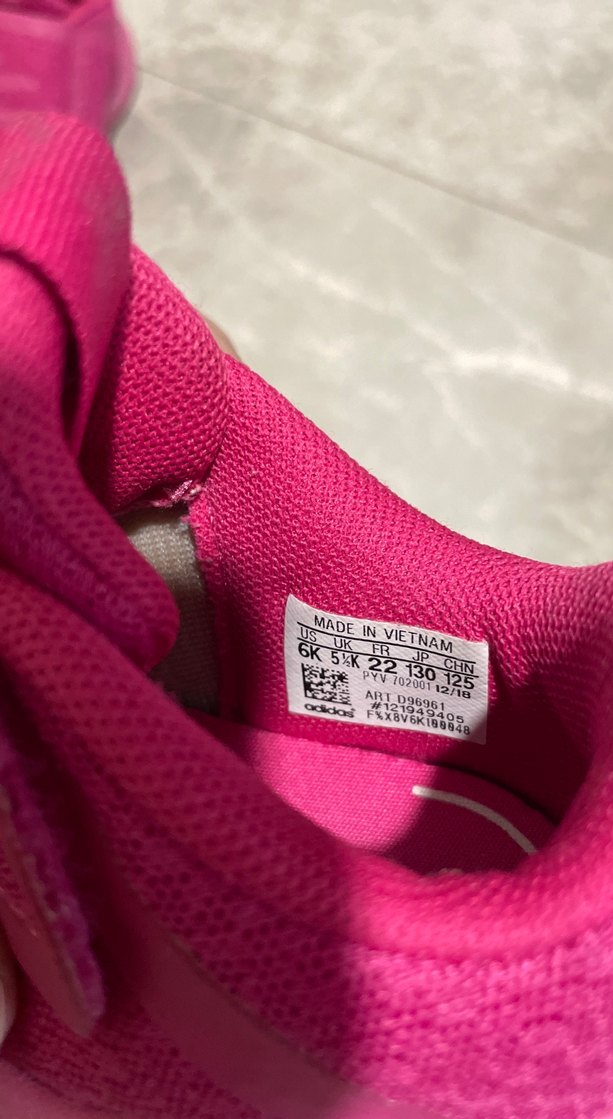 MADE IN VIETNAM
US UK FR JP CHN
6K 5½K 22 130 125
PYV 702001 12/18
ART D96961
#121949405
adidas F%X8V6K100048